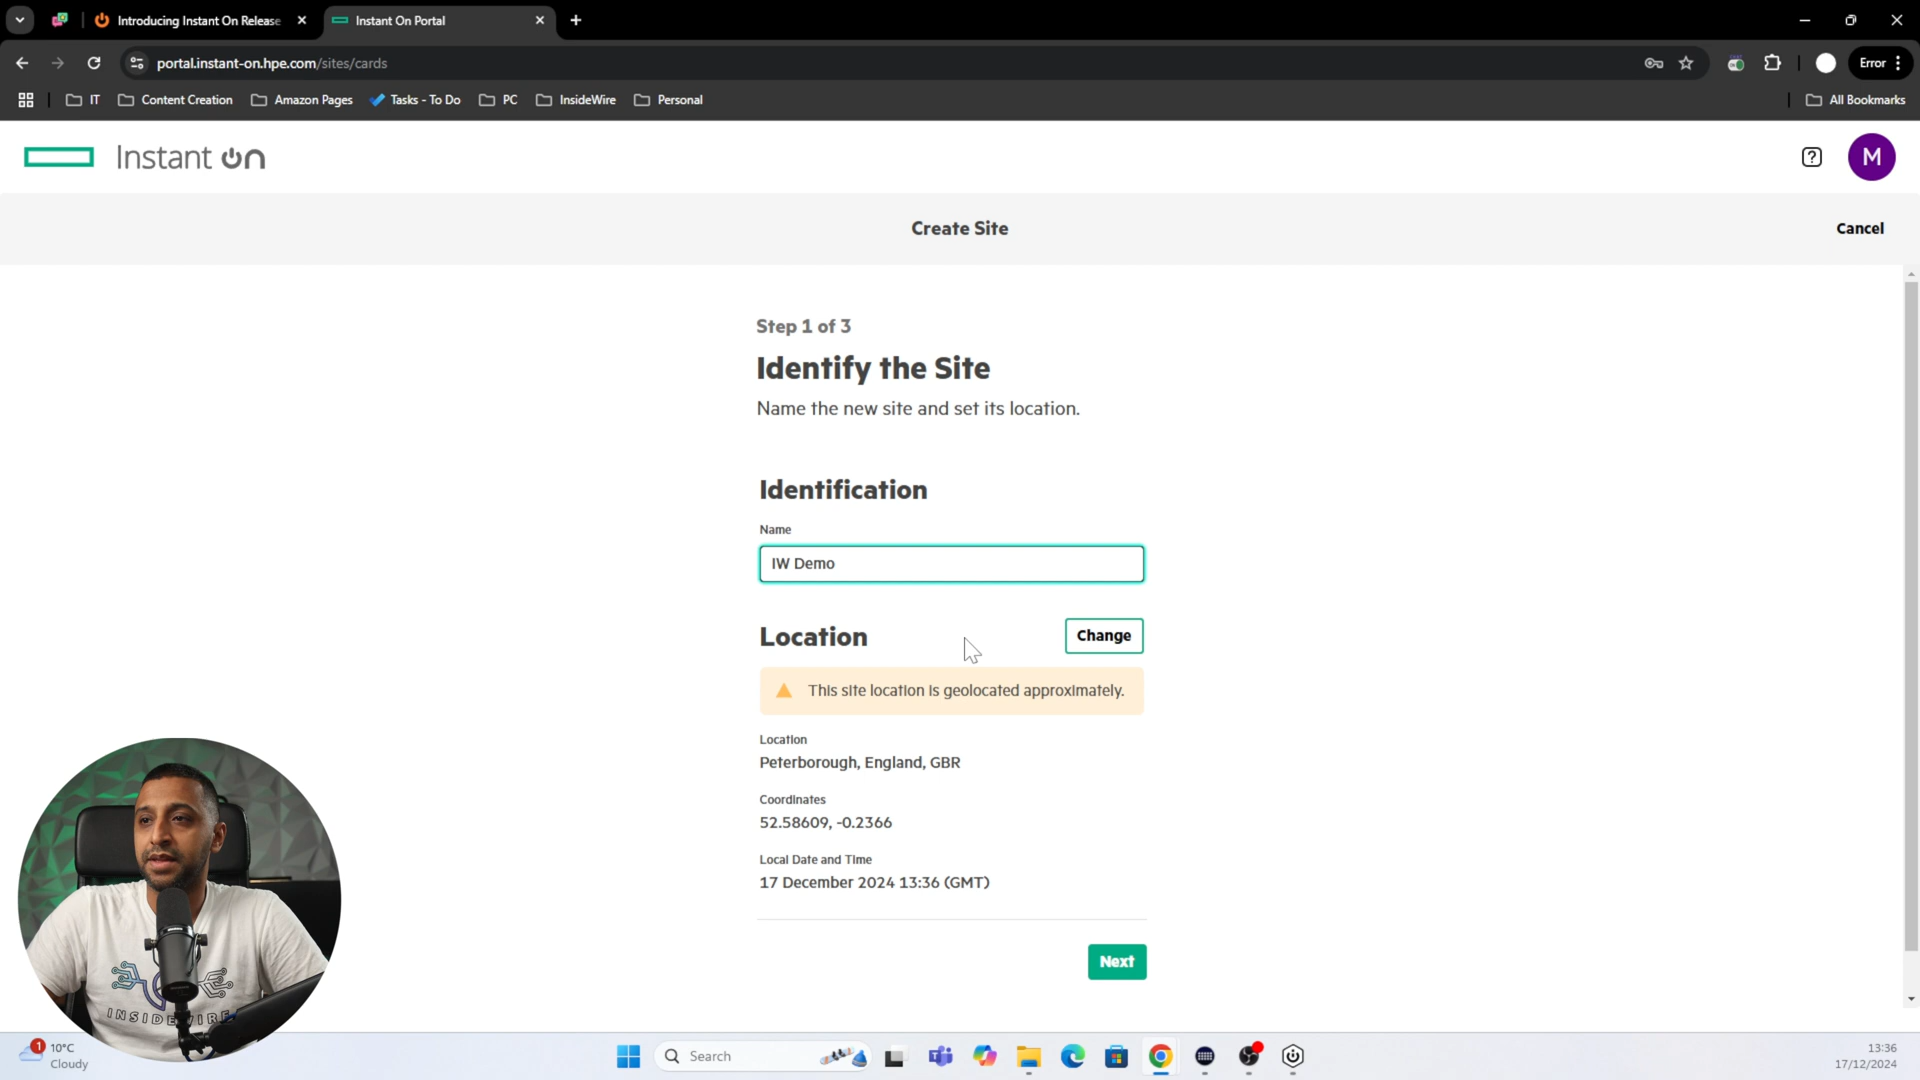 Introducing Instant On Release
Instant On Portal
portal.instant-on.hpe.com/sites/cards
Error
IT
Content Creation
Amazon Pages
Tasks - To Do
PC
InsideWire
Personal
All Bookmarks
Instant On
M
Create Site
Cancel
Step 1 of 3
Identify the Site
Name the new site and set its location.
Identification
Name
IW Demo
Location
Change
This site location is geolocated approximately.
Location
Peterborough, England, GBR
Coordinates
52.58609, -0.2366
Local Date and Time
17 December 2024 13:36 (GMT)
Next
INSIDEWIRE
1
10°C
Cloudy
Search
13:36
17/12/2024